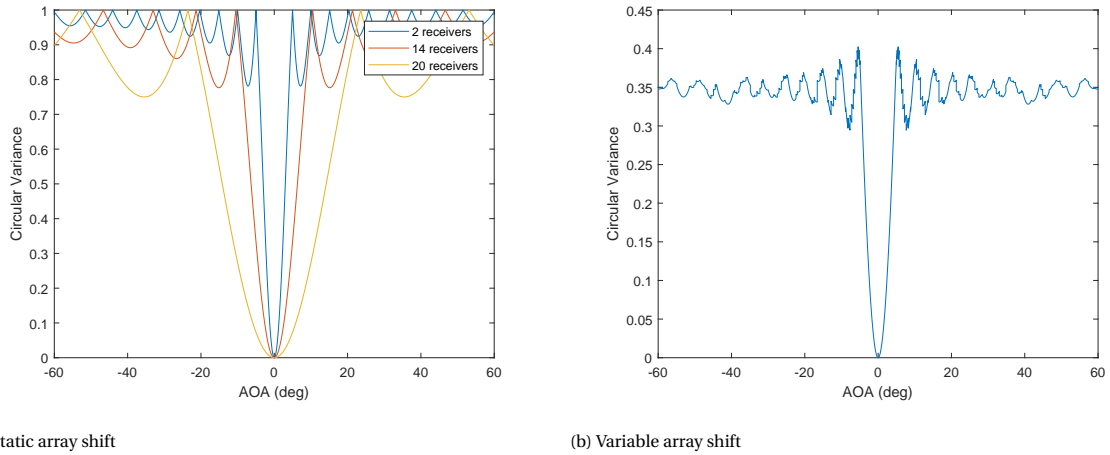 1
0.9
0.8
0.7
0.6
0.5
0.4
0.3
0.2
0.1
0
Circular Variance
2 receivers
14 receivers
20 receivers
-60 -40 -20 0 20 40 60
AOA (deg)
tatic array shift
0.45
0.4
0.35
0.3
0.25
0.2
0.15
0.1
0.05
0
Circular Variance
-60 -40 -20 0 20 40 60
AOA (deg)
(b) Variable array shift